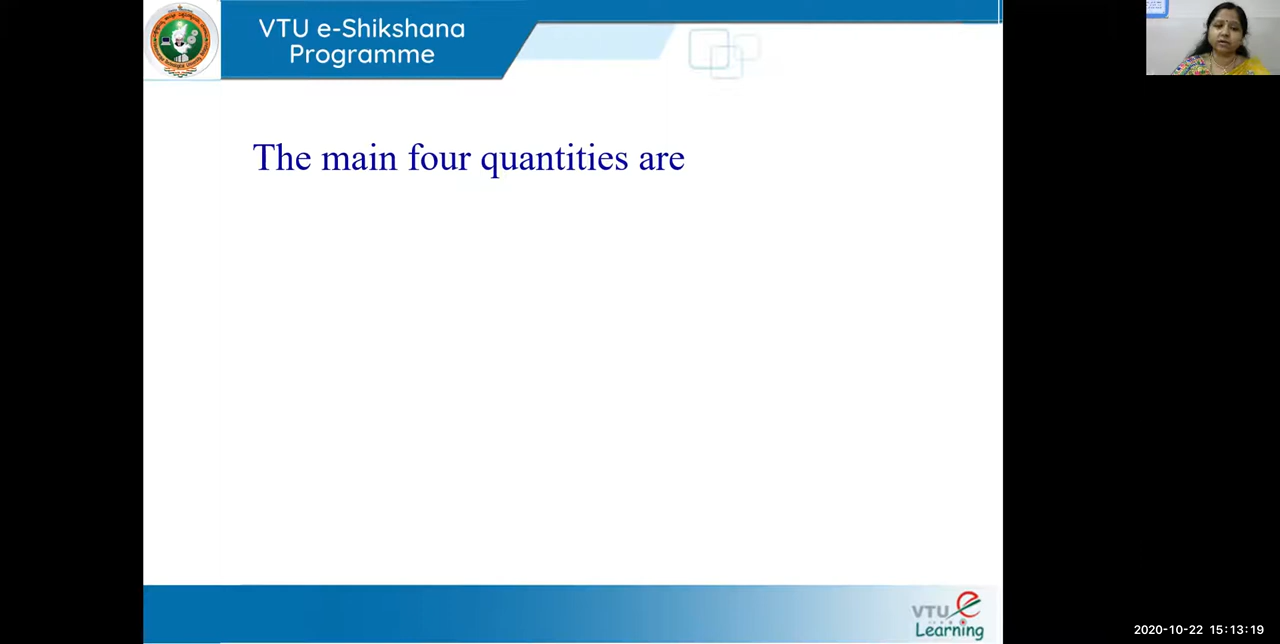 VTU e-Shikshana
Programme
The main four quantities are
VTU e
Learning
2020-10-22 15:13:19